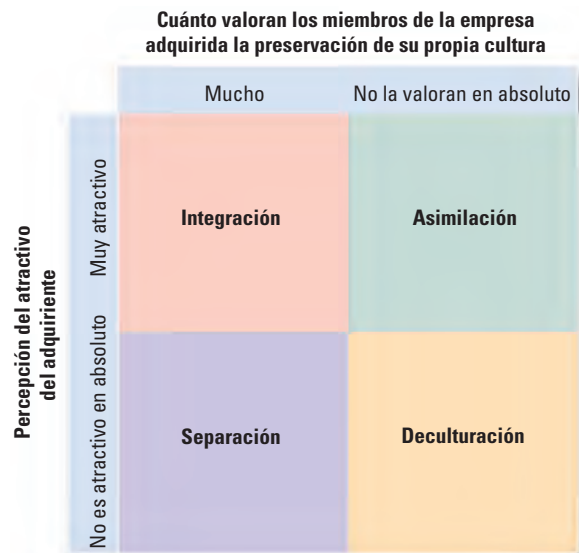 Cuánto valoran los miembros de la empresa
adquirida la preservación de su propia cultura
Mucho
No la valoran en absoluto
Percepción del atractivo
del adquiriente
Muy atractivo
Integración
Asimilación
No es atractivo en absoluto
Separación
Deculturación